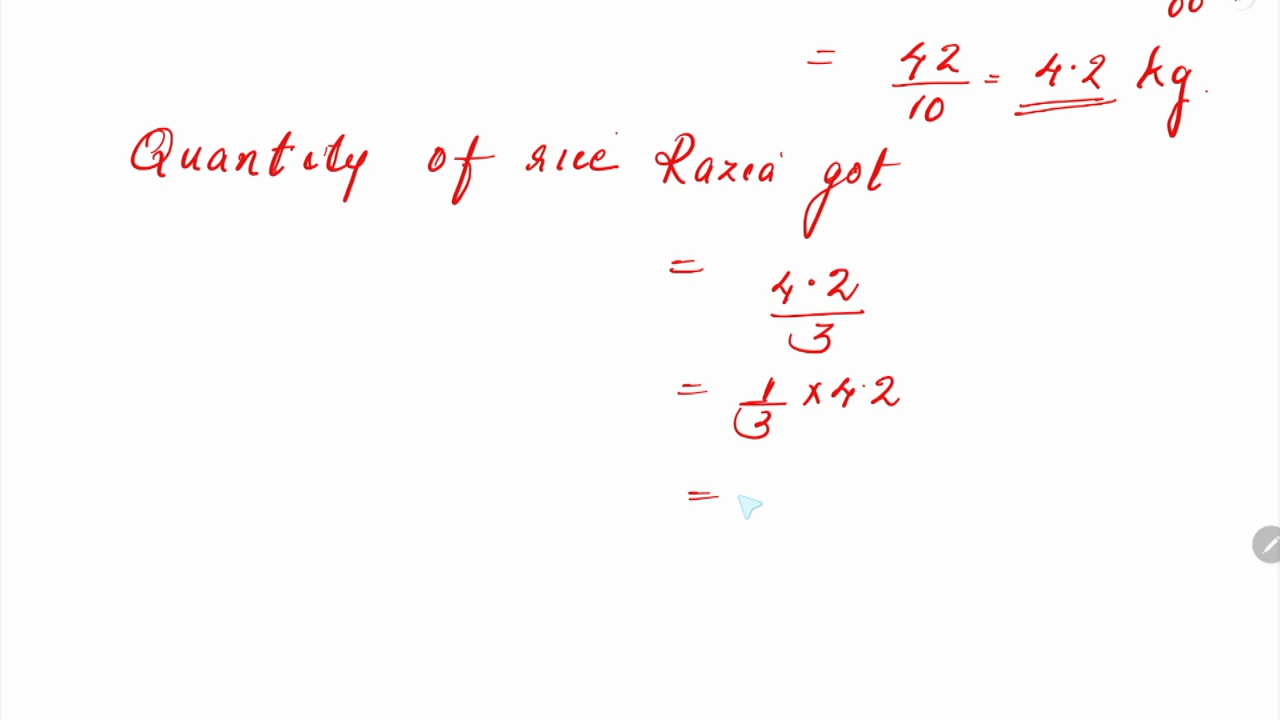 = 42/10 = 4.2 kg.
Quantity of rice Razia got
= 4.2/3
= 1/3 × 4.2
=